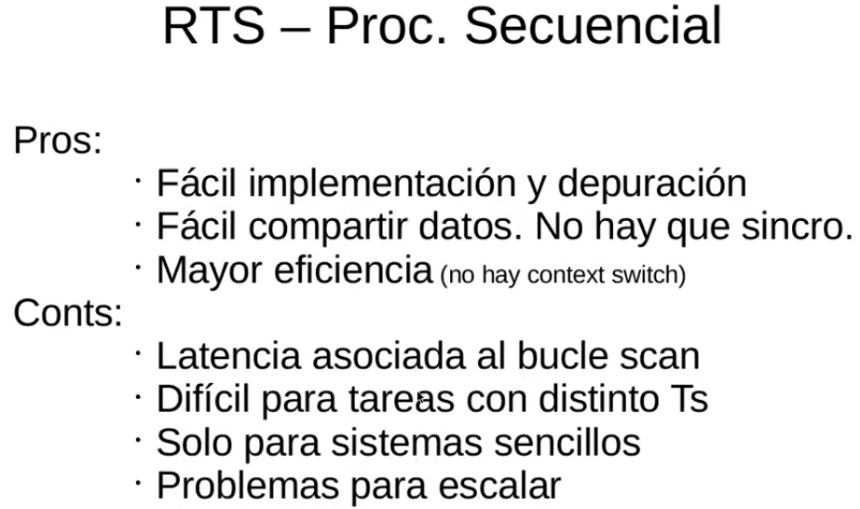 RTS – Proc. Secuencial
Pros:
· Fácil implementación y depuración
· Fácil compartir datos. No hay que sincro.
· Mayor eficiencia (no hay context switch)
Conts:
· Latencia asociada al bucle scan
· Difícil para tareas con distinto Ts
· Solo para sistemas sencillos
· Problemas para escalar